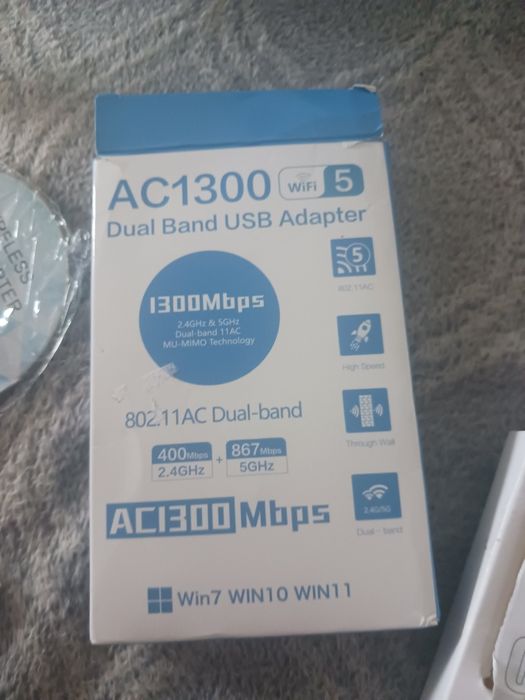 AC1300 WiFi 5
Dual Band USB Adapter
1300Mbps
2.4GHz & 5GHz
Dual-band 11AC
MU-MIMO Technology
5
802.11AC
High Speed
Through Wall
2.4G/5G
Dual - band
802.11AC Dual-band
400Mbps
2.4GHz
+
867Mbps
5GHz
AC1300Mbps
Win7 WIN10 WIN11